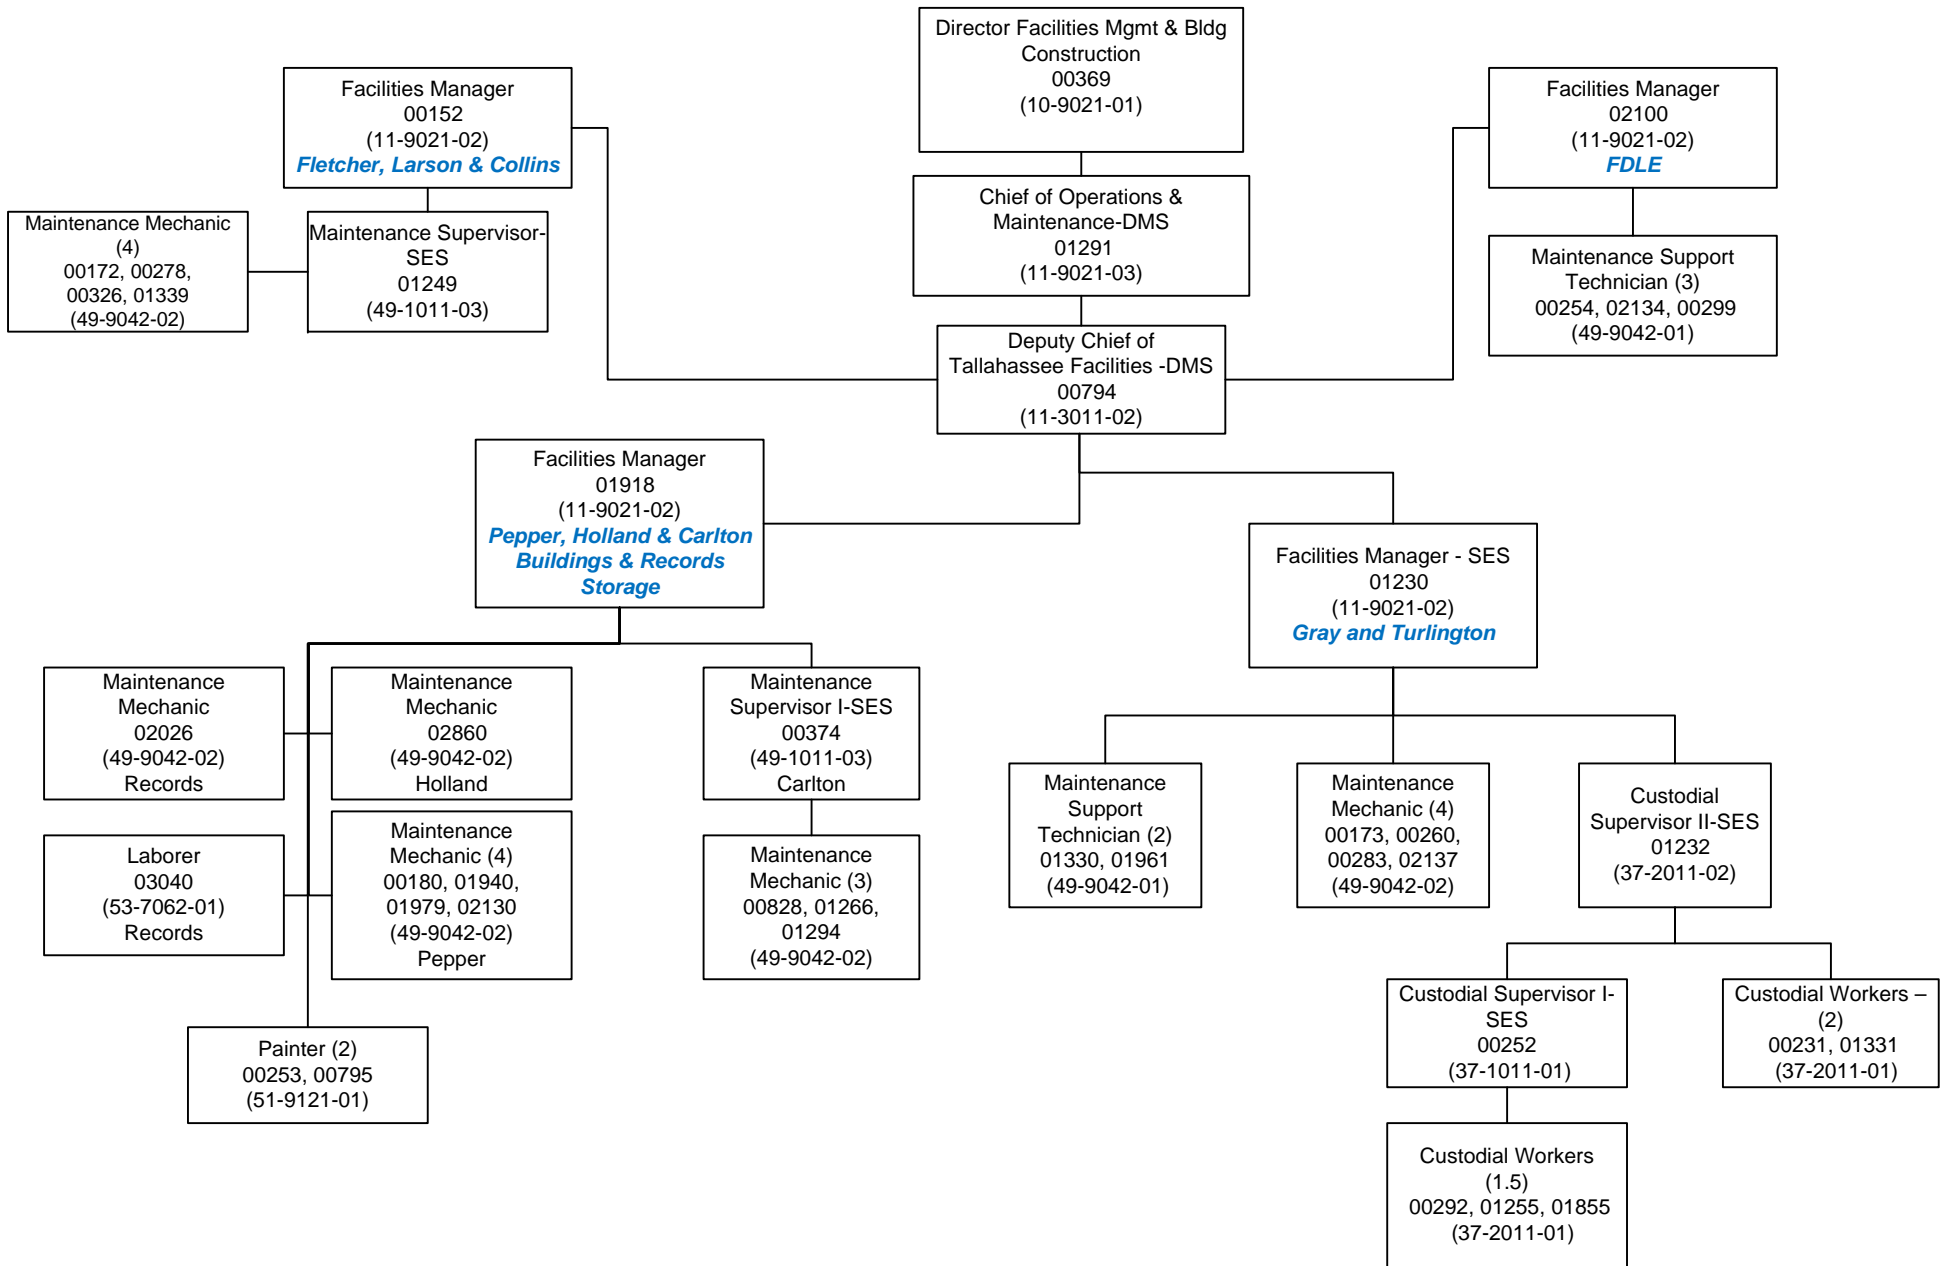 Director Facilities Mgmt & Bldg
Construction
00369
(10-9021-01)
Facilities Manager
00152
(11-9021-02)
Fletcher, Larson & Collins
Facilities Manager
02100
(11-9021-02)
FDLE
Chief of Operations &
Maintenance-DMS
01291
(11-9021-03)
Maintenance Mechanic
(4)
00172, 00278,
00326, 01339
(49-9042-02)
Maintenance Supervisor-
SES
01249
(49-1011-03)
Maintenance Support
Technician (3)
00254, 02134, 00299
(49-9042-01)
Deputy Chief of
Tallahassee Facilities -DMS
00794
(11-3011-02)
Facilities Manager
01918
(11-9021-02)
Pepper, Holland & Carlton
Buildings & Records
Storage
Facilities Manager - SES
01230
(11-9021-02)
Gray and Turlington
Maintenance
Mechanic
02026
(49-9042-02)
Records
Maintenance
Mechanic
02860
(49-9042-02)
Holland
Maintenance
Supervisor I-SES
00374
(49-1011-03)
Carlton
Maintenance
Support
Technician (2)
01330, 01961
(49-9042-01)
Maintenance
Mechanic (4)
00173, 00260,
00283, 02137
(49-9042-02)
Custodial
Supervisor II-SES
01232
(37-2011-02)
Laborer
03040
(53-7062-01)
Records
Maintenance
Mechanic (4)
00180, 01940,
01979, 02130
(49-9042-02)
Pepper
Maintenance
Mechanic (3)
00828, 01266,
01294
(49-9042-02)
Custodial Supervisor I-
SES
00252
(37-1011-01)
Custodial Workers –
(2)
00231, 01331
(37-2011-01)
Painter (2)
00253, 00795
(51-9121-01)
Custodial Workers
(1.5)
00292, 01255, 01855
(37-2011-01)